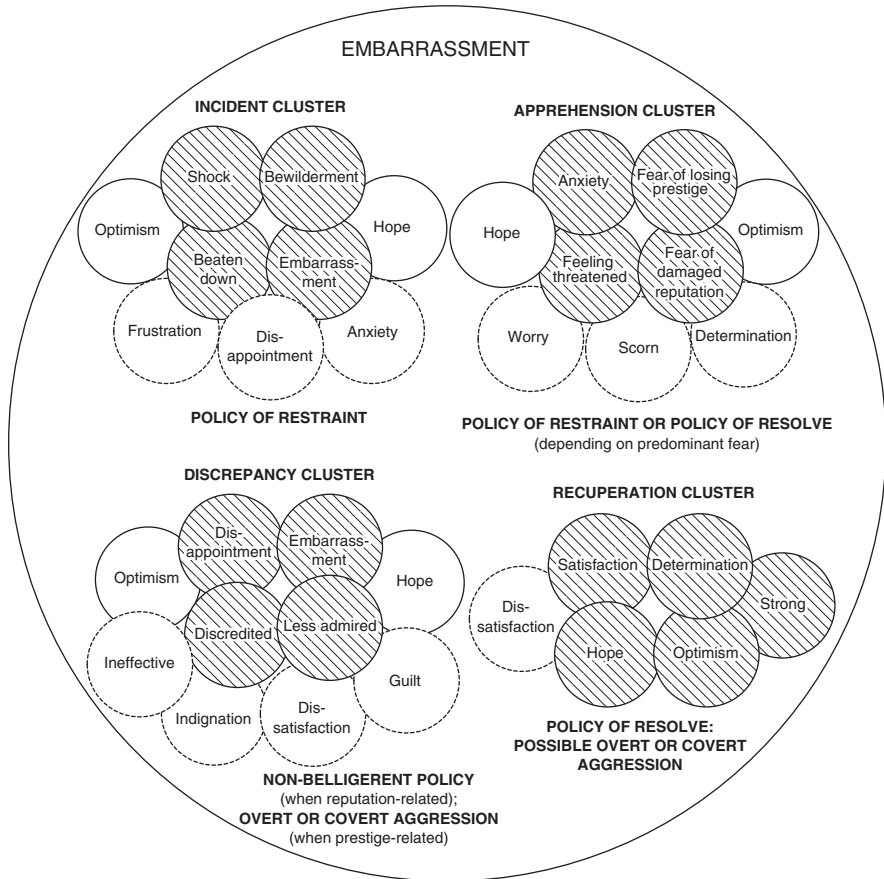 EMBARRASSMENT
INCIDENT CLUSTER
Shock
Bewilderment
Optimism
Hope
Beaten
down
Embarrass-
ment
Frustration
Dis-
appointment
Anxiety
POLICY OF RESTRAINT
APPREHENSION CLUSTER
Anxiety
Fear of losing
prestige
Hope
Optimism
Feeling
threatened
Fear of
damaged
reputation
Worry
Scorn
Determination
POLICY OF RESTRAINT OR POLICY OF RESOLVE
(depending on predominant fear)
DISCREPANCY CLUSTER
Dis-
appointment
Embarrass-
ment
Optimism
Hope
Discredited
Less admired
Ineffective
Guilt
Indignation
Dis-
satisfaction
NON-BELLIGERENT POLICY
(when reputation-related);
OVERT OR COVERT AGGRESSION
(when prestige-related)
RECUPERATION CLUSTER
Satisfaction
Determination
Strong
Dis-
satisfaction
Hope
Optimism
POLICY OF RESOLVE:
POSSIBLE OVERT OR COVERT
AGGRESSION